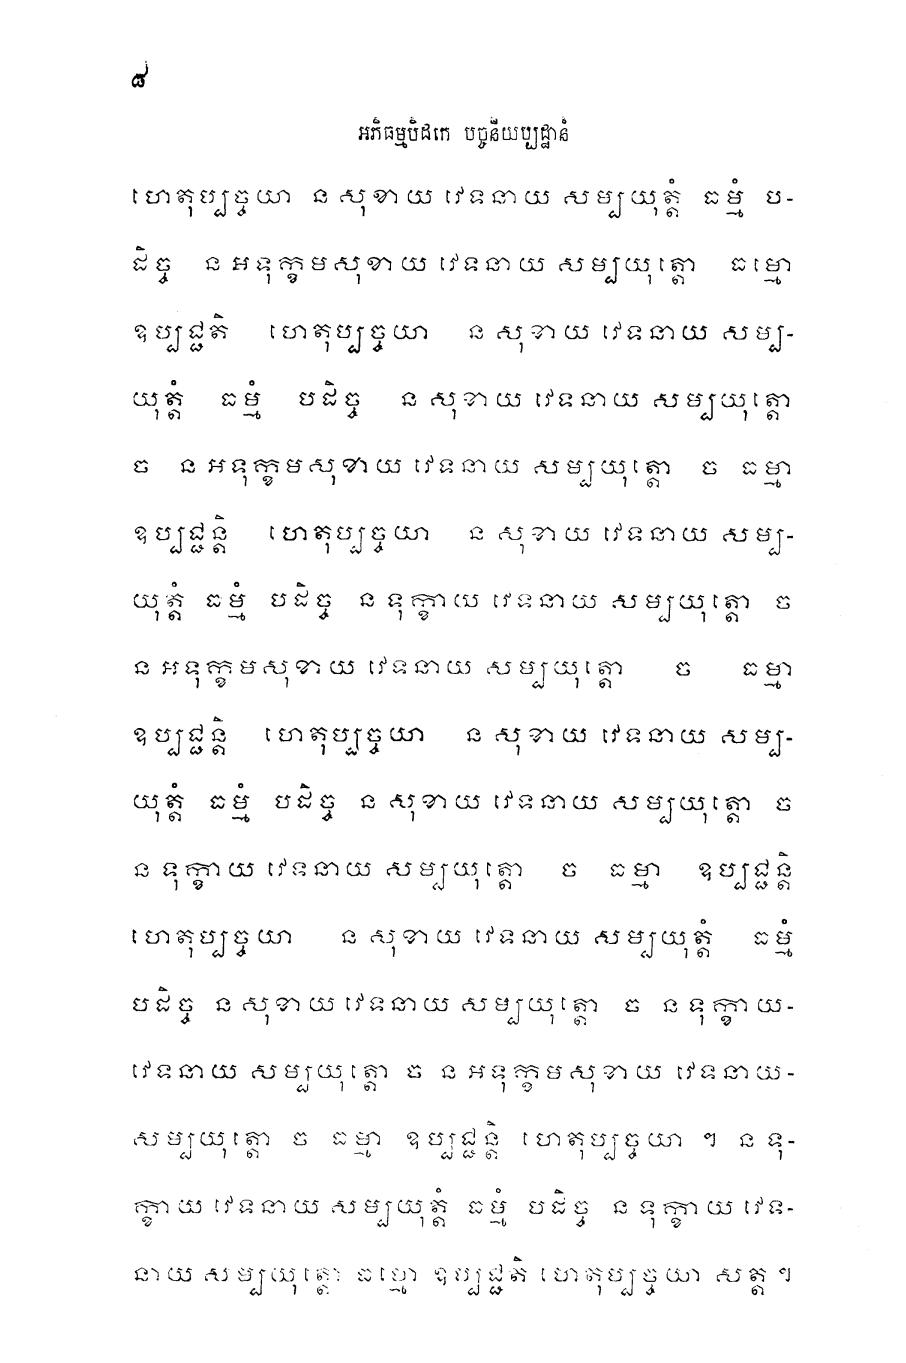 ៨
អភិធម្មបិដកេ បច្ចនីយប្បដ្ឋានំ
ហេតុប្បច្ចយា ន សុខាយ វេទនាយ សម្បយុត្តំ ធម្មំ ប-
ដិច្ច ន អទុក្ខមសុខាយ វេទនាយ សម្បយុត្តោ ធម្មោ
ឧប្បជ្ជតិ ហេតុប្បច្ចយា ន សុខាយ វេទនាយ សម្ប-
យុត្តំ ធម្មំ បដិច្ច ន សុខាយ វេទនាយ សម្បយុត្តោ
ច ន អទុក្ខមសុខាយ វេទនាយ សម្បយុត្តោ ច ធម្មា
ឧប្បជ្ជន្តិ ហេតុប្បច្ចយា ន សុខាយ វេទនាយ សម្ប-
យុត្តំ ធម្មំ បដិច្ច ន ទុក្ខាយ វេទនាយ សម្បយុត្តោ ច
ន អទុក្ខមសុខាយ វេទនាយ សម្បយុត្តោ ច ធម្មា
ឧប្បជ្ជន្តិ ហេតុប្បច្ចយា ន សុខាយ វេទនាយ សម្ប-
យុត្តំ ធម្មំ បដិច្ច ន សុខាយ វេទនាយ សម្បយុត្តោ ច
ន ទុក្ខាយ វេទនាយ សម្បយុត្តោ ច ធម្មា ឧប្បជ្ជន្តិ
ហេតុប្បច្ចយា ន សុខាយ វេទនាយ សម្បយុត្តំ ធម្មំ
បដិច្ច ន សុខាយ វេទនាយ សម្បយុត្តោ ច ន ទុក្ខាយ-
វេទនាយ សម្បយុត្តោ ច ន អទុក្ខមសុខាយ វេទនាយ-
សម្បយុត្តោ ច ធម្មា ឧប្បជ្ជន្តិ ហេតុប្បច្ចយា ។ ន ទុ-
ក្ខាយ វេទនាយ សម្បយុត្តំ ធម្មំ បដិច្ច ន ទុក្ខាយ វេទ-
នាយ សម្បយុត្តោ ធម្មោ ឧប្បជ្ជតិ ហេតុប្បច្ចយា សត្ត ។